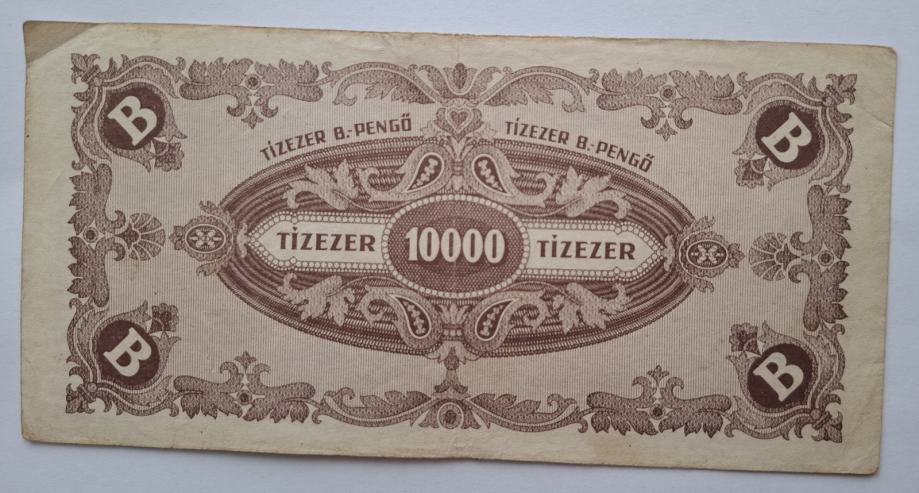 B B
TÍZEZER B.-PENGŐ TÍZEZER B.-PENGŐ
TÍZEZER 10000 TÍZEZER
B B